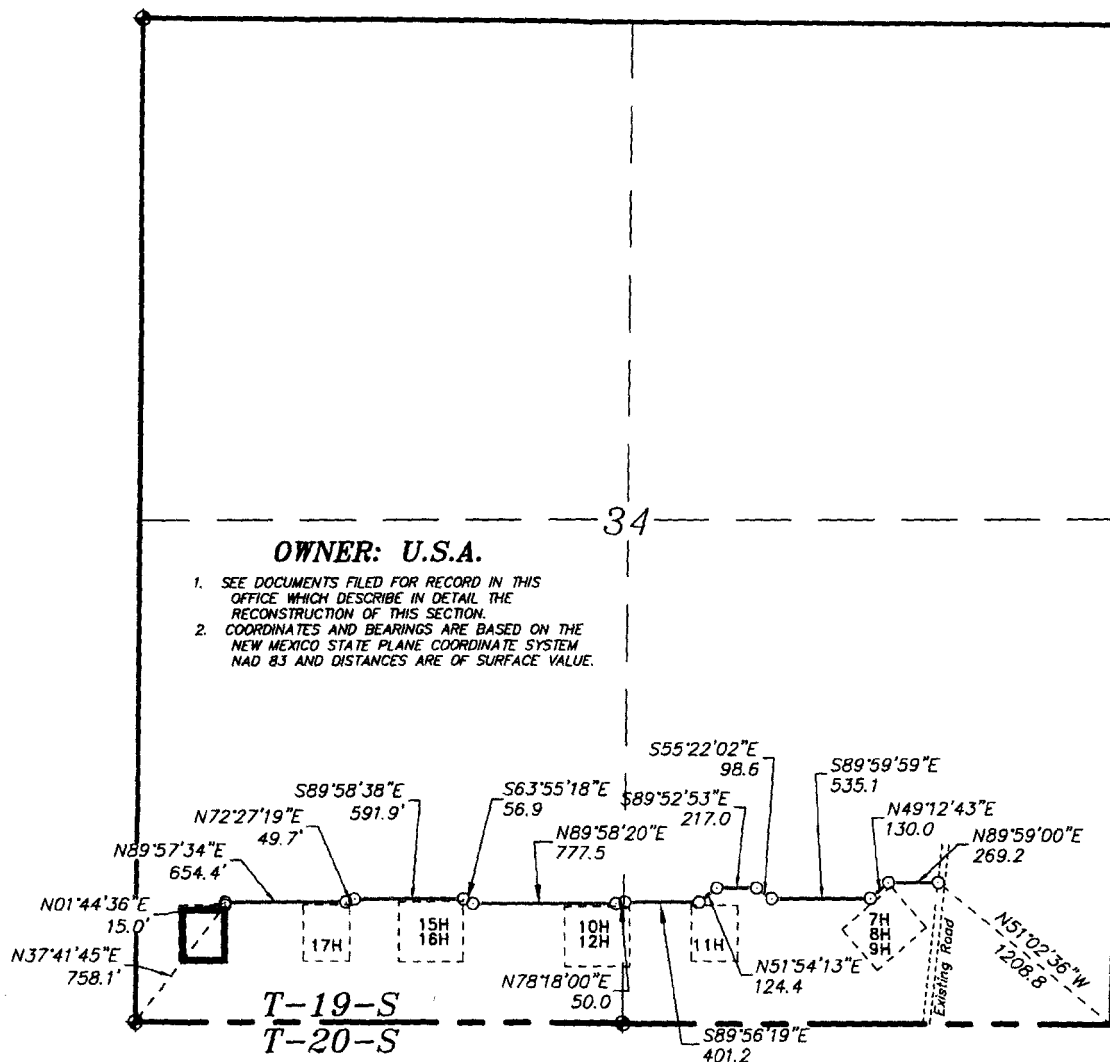 34
OWNER: U.S.A.
1. SEE DOCUMENTS FILED FOR RECORD IN THIS
OFFICE WHICH DESCRIBE IN DETAIL THE
RECONSTRUCTION OF THIS SECTION.
2. COORDINATES AND BEARINGS ARE BASED ON THE
NEW MEXICO STATE PLANE COORDINATE SYSTEM
NAD 83 AND DISTANCES ARE OF SURFACE VALUE.
S55°22'02"E
98.6
S89°59'59"E
535.1
S89°58'38"E
591.9'
S63°55'18"E
56.9
S89°52'53"E
217.0
N49°12'43"E
130.0
N72°27'19"E
49.7'
N89°58'20"E
777.5
N89°59'00"E
269.2
N89°57'34"E
654.4'
N01°44'36"E
15.0'
N37°41'45"E
758.1'
17H
15H
16H
10H
12H
11H
7H
8H
9H
Existing Road
N51°02'36"W
1208.8
N78°18'00"E
50.0
N51°54'13"E
124.4
T-19-S
T-20-S
S89°56'19"E
401.2